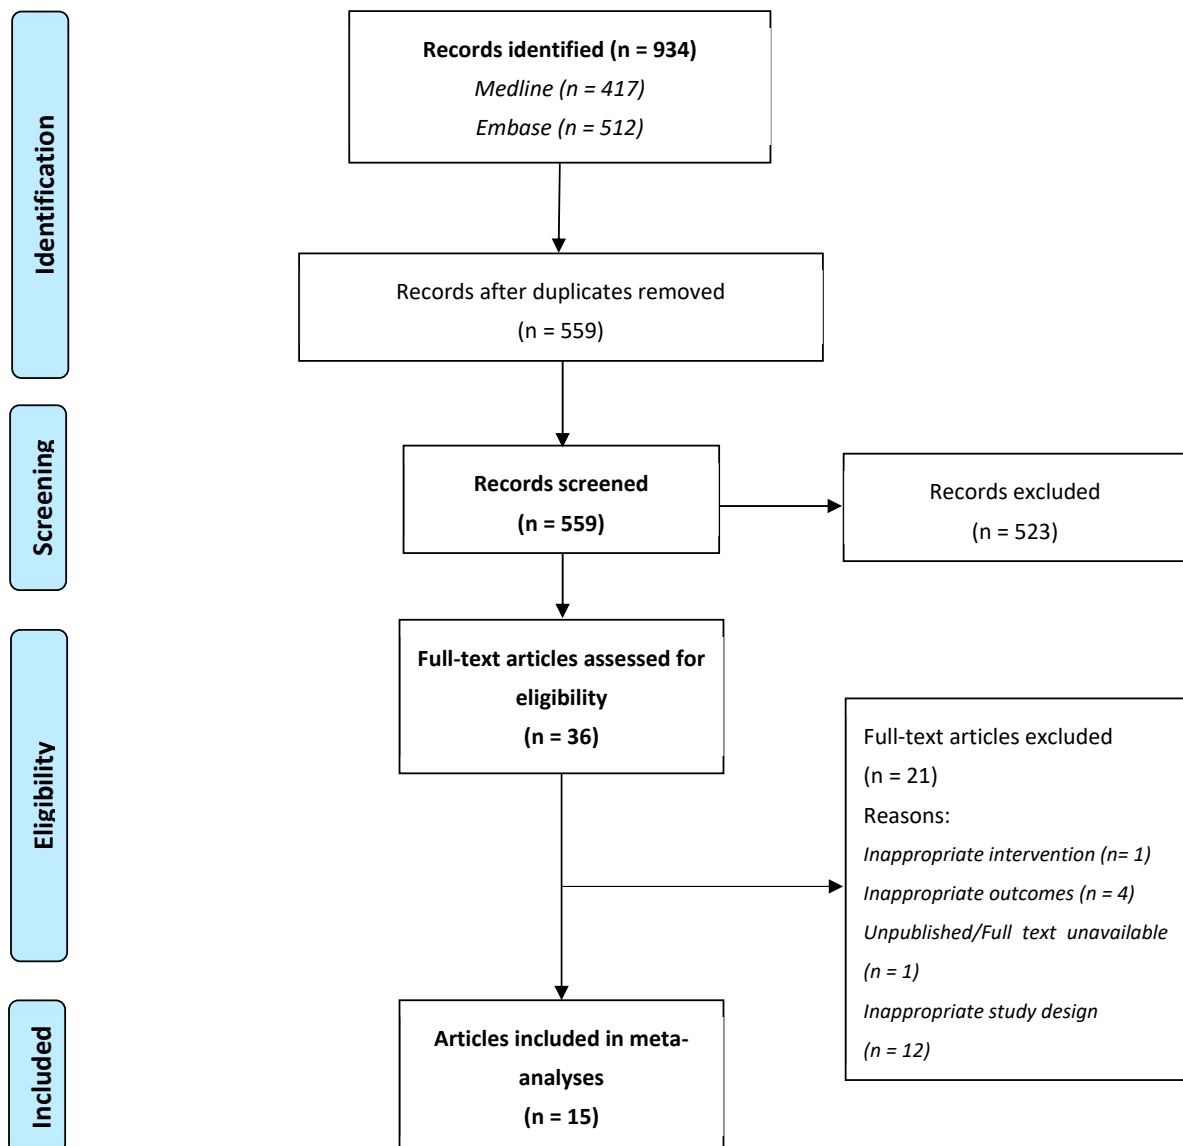 Identification
Records identified (n = 934)
Medline (n = 417)
Embase (n = 512)
Records after duplicates removed
(n = 559)
Screening
Records screened
(n = 559)
Records excluded
(n = 523)
Eligibility
Full-text articles assessed for
eligibility
(n = 36)
Full-text articles excluded
(n = 21)
Reasons:
Inappropriate intervention (n= 1)
Inappropriate outcomes (n = 4)
Unpublished/Full text unavailable
(n = 1)
Inappropriate study design
(n = 12)
Included
Articles included in meta-
analyses
(n = 15)